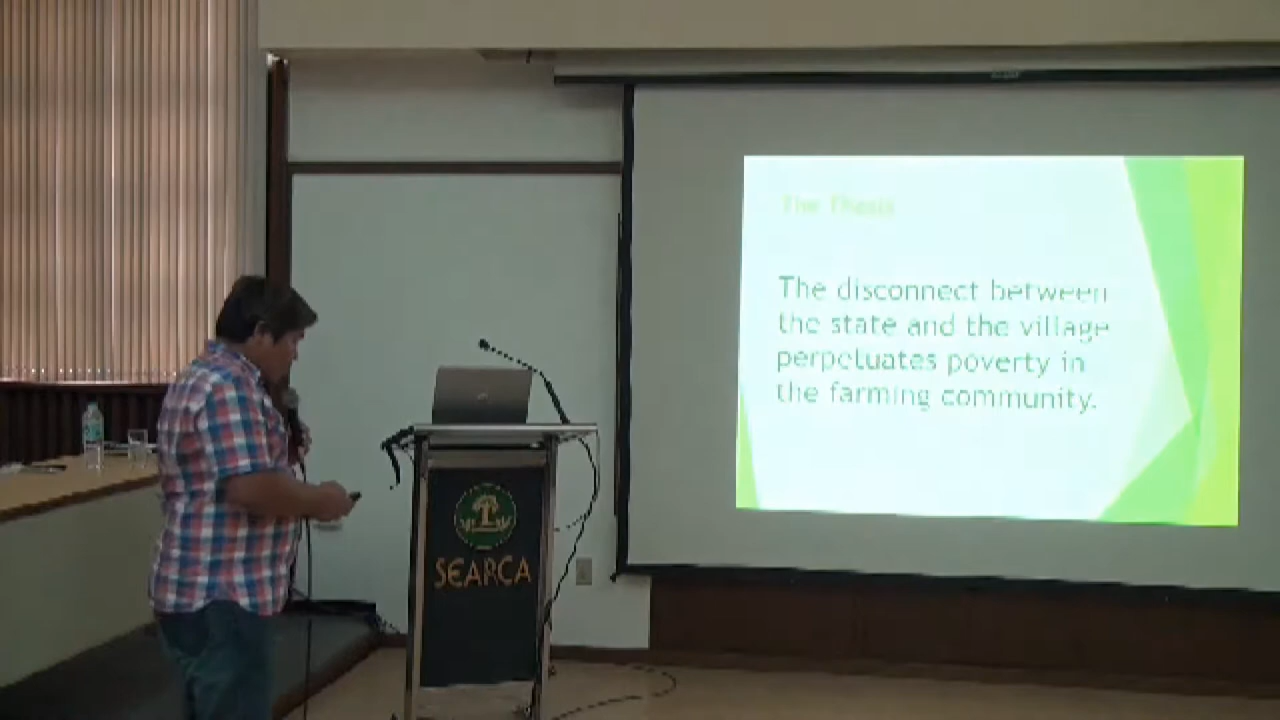 The Thesis
The disconnect between
the state and the village
perpetuates poverty in
the farming community.
SEARCA